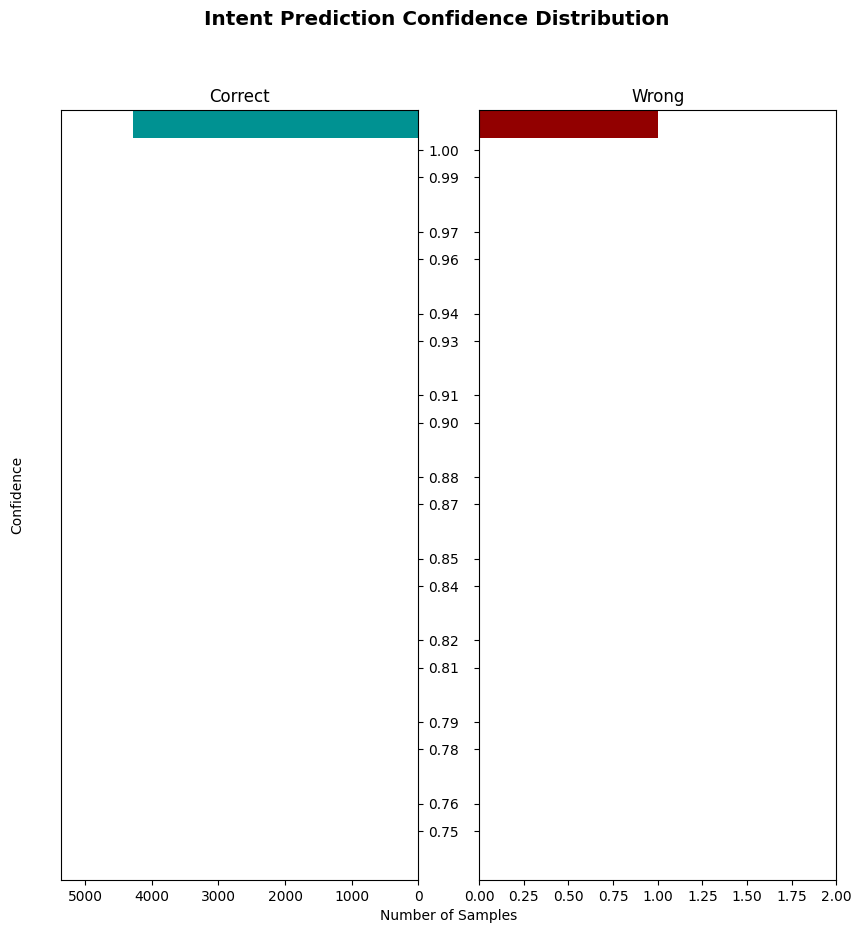 Intent Prediction Confidence Distribution
Correct
Wrong
1.00
0.99
0.97
0.96
0.94
0.93
0.91
0.90
0.88
0.87
0.85
0.84
0.82
0.81
0.79
0.78
0.76
0.75
Confidence
5000 4000 3000 2000 1000 0
0.00 0.25 0.50 0.75 1.00 1.25 1.50 1.75 2.00
Number of Samples